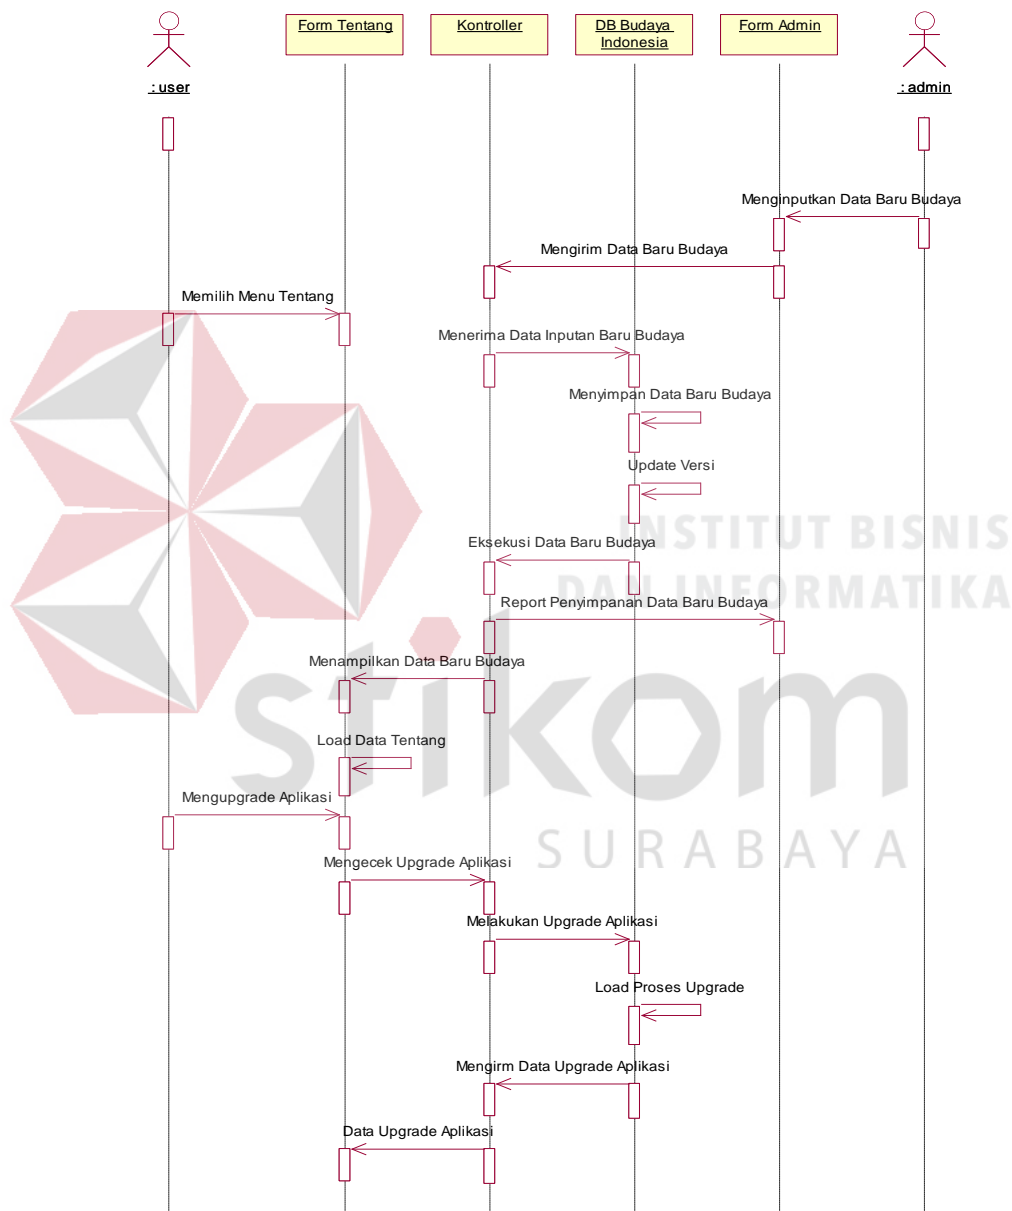 Form Tentang
Kontroller
DB Budaya
Indonesia
Form Admin
: user
: admin
Menginputkan Data Baru Budaya
Mengirim Data Baru Budaya
Memilih Menu Tentang
Menerima Data Inputan Baru Budaya
Menyimpan Data Baru Budaya
Update Versi
INSTITUT BISNIS
Eksekusi Data Baru Budaya
DAN INFORMATIKA
Report Penyimpanan Data Baru Budaya
stikom
Menampilkan Data Baru Budaya
Load Data Tentang
Mengupgrade Aplikasi
SURABAYA
Mengecek Upgrade Aplikasi
Melakukan Upgrade Aplikasi
Load Proses Upgrade
Mengirm Data Upgrade Aplikasi
Data Upgrade Aplikasi